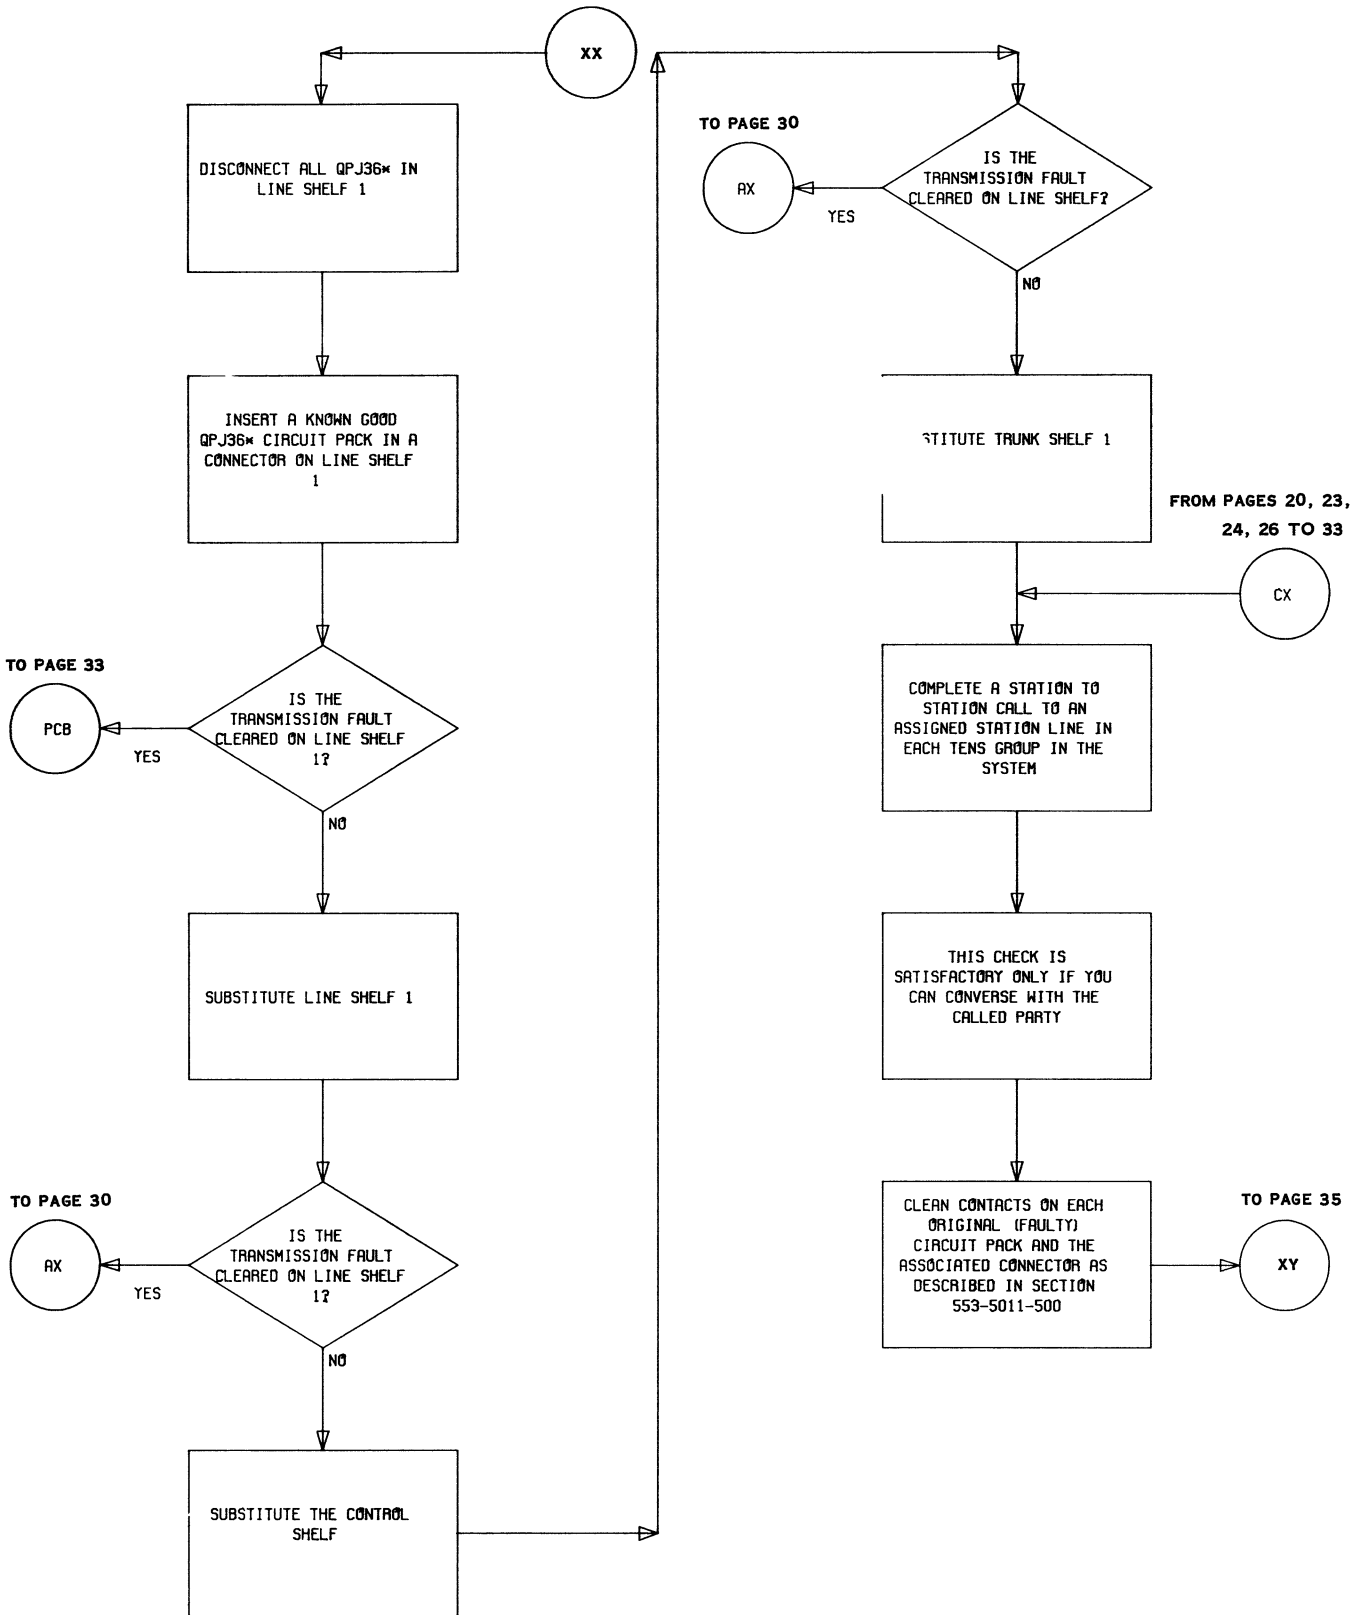 XX
DISCONNECT ALL QPJ36* IN
LINE SHELF 1
INSERT A KNOWN GOOD
QPJ36* CIRCUIT PACK IN A
CONNECTOR ON LINE SHELF
1
TO PAGE 33
PCB
YES
IS THE
TRANSMISSION FAULT
CLEARED ON LINE SHELF
1?
NO
SUBSTITUTE LINE SHELF 1
TO PAGE 30
AX
YES
IS THE
TRANSMISSION FAULT
CLEARED ON LINE SHELF
1?
NO
SUBSTITUTE THE CONTROL
SHELF
TO PAGE 30
AX
YES
IS THE
TRANSMISSION FAULT
CLEARED ON LINE SHELF?
NO
STITUTE TRUNK SHELF 1
FROM PAGES 20, 23,
24, 26 TO 33
CX
COMPLETE A STATION TO
STATION CALL TO AN
ASSIGNED STATION LINE IN
EACH TENS GROUP IN THE
SYSTEM
THIS CHECK IS
SATISFACTORY ONLY IF YOU
CAN CONVERSE WITH THE
CALLED PARTY
CLEAN CONTACTS ON EACH
ORIGINAL (FAULTY)
CIRCUIT PACK AND THE
ASSOCIATED CONNECTOR AS
DESCRIBED IN SECTION
553-5011-500
TO PAGE 35
XY